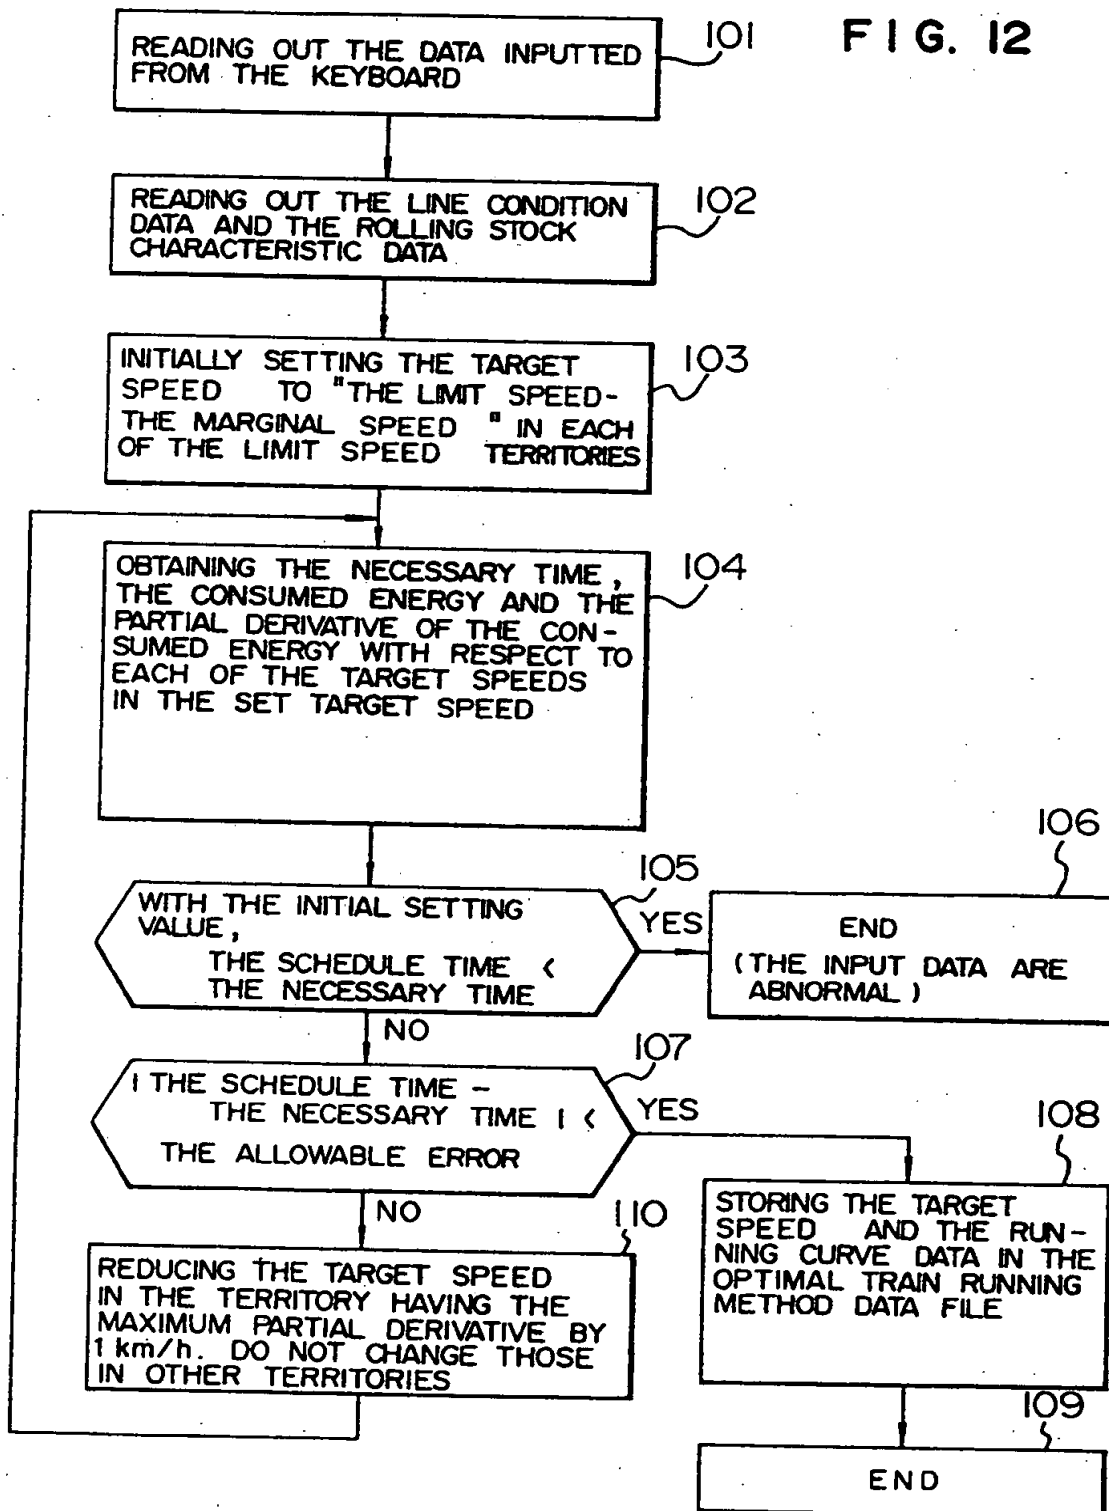 FIG. 12
101
READING OUT THE DATA INPUTTED
FROM THE KEYBOARD
102
READING OUT THE LINE CONDITION
DATA AND THE ROLLING STOCK
CHARACTERISTIC DATA
103
INITIALLY SETTING THE TARGET
SPEED TO "THE LIMIT SPEED-
THE MARGINAL SPEED " IN EACH
OF THE LIMIT SPEED TERRITORIES
104
OBTAINING THE NECESSARY TIME,
THE CONSUMED ENERGY AND THE
PARTIAL DERIVATIVE OF THE CON-
SUMED ENERGY WITH RESPECT TO
EACH OF THE TARGET SPEEDS
IN THE SET TARGET SPEED
105
WITH THE INITIAL SETTING
VALUE,
THE SCHEDULE TIME <
THE NECESSARY TIME
YES
106
END
(THE INPUT DATA ARE
ABNORMAL)
NO
107
| THE SCHEDULE TIME -
THE NECESSARY TIME | <
THE ALLOWABLE ERROR
YES
108
STORING THE TARGET
SPEED AND THE RUN-
NING CURVE DATA IN THE
OPTIMAL TRAIN RUNNING
METHOD DATA FILE
NO
110
REDUCING THE TARGET SPEED
IN THE TERRITORY HAVING THE
MAXIMUM PARTIAL DERIVATIVE BY
1 km/h. DO NOT CHANGE THOSE
IN OTHER TERRITORIES
109
END